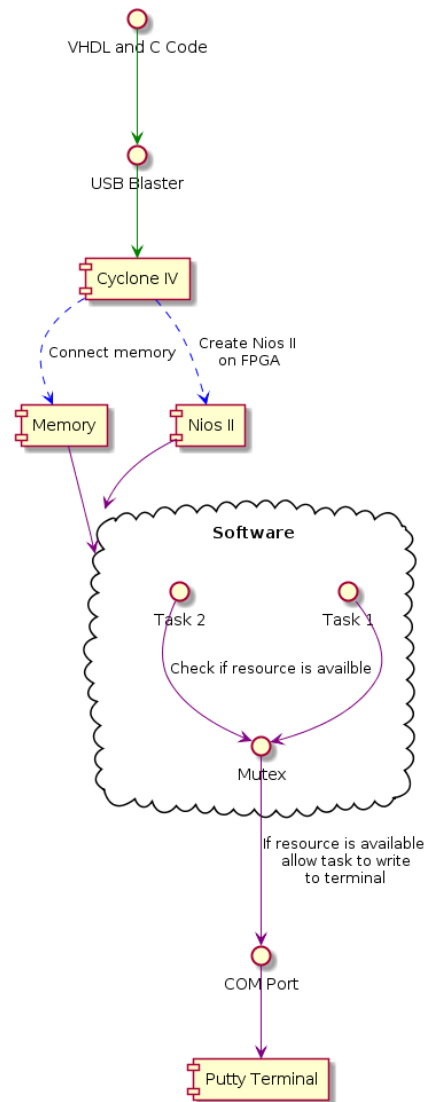 VHDL and C Code
USB Blaster
Cyclone IV
Connect memory
Create Nios II
on FPGA
Memory
Nios II
Software
Task 2
Task 1
Check if resource is availble
Mutex
If resource is available
allow task to write
to terminal
COM Port
Putty Terminal